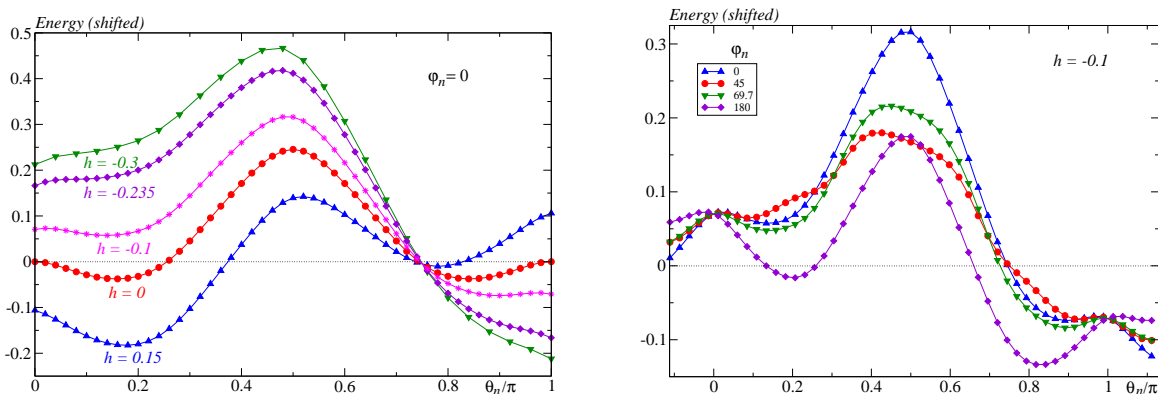 Energy (shifted)
0.5
0.4
0.3
0.2
0.1
0
-0.1
-0.2
φn= 0
h = -0.3
h = -0.235
h = -0.1
h = 0
h = 0.15
0 0.2 0.4 0.6 0.8 1
θn/π
Energy (shifted)
0.3
0.2
0.1
0
-0.1
φn
0
45
69.7
180
h = -0.1
0 0.2 0.4 0.6 0.8 1 θn/π